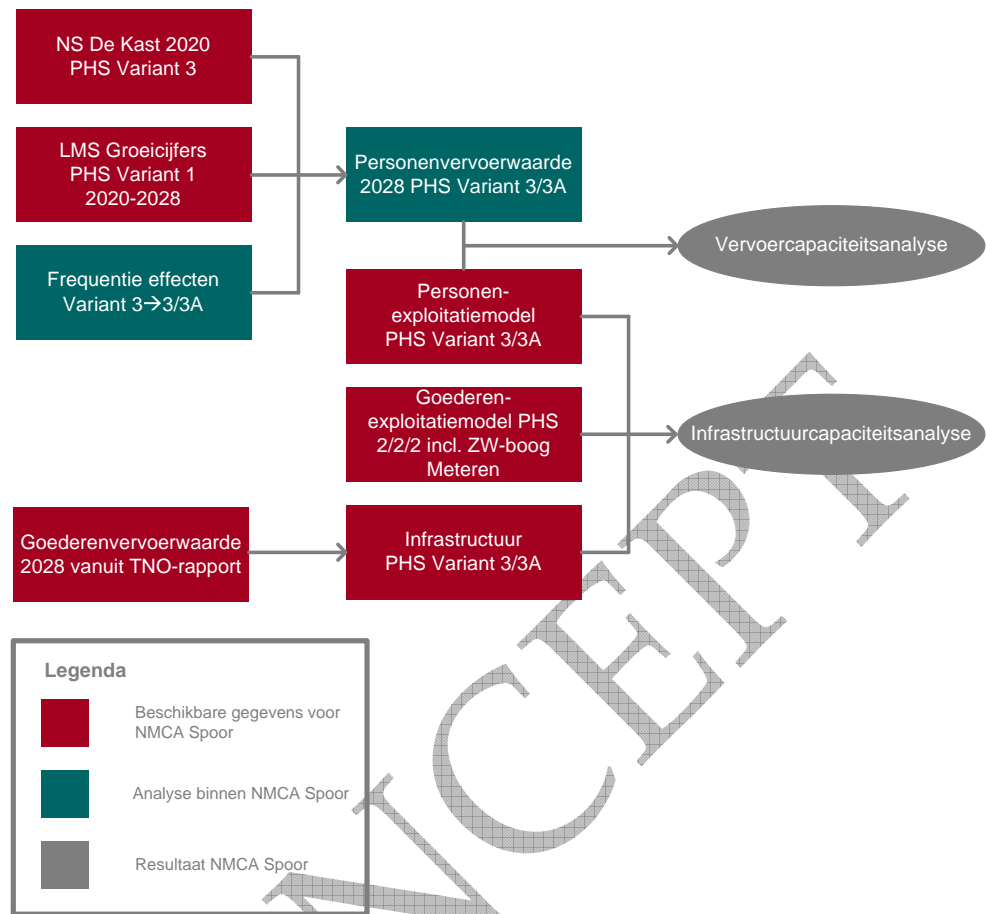 NS De Kast 2020
PHS Variant 3
LMS Groeicijfers
PHS Variant 1
2020-2028
Frequentie effecten
Variant 3→3/3A
Personenvervoerwaarde
2028 PHS Variant 3/3A
Vervoercapaciteitsanalyse
Personen-
exploitatiemodel
PHS Variant 3/3A
Goederen-
exploitatiemodel PHS
2/2/2 incl. ZW-boog
Meteren
Infrastructuurcapaciteitsanalyse
Goederenvervoerwaarde
2028 vanuit TNO-rapport
Infrastructuur
PHS Variant 3/3A
Legenda
Beschikbare gegevens voor
NMCA Spoor
Analyse binnen NMCA Spoor
Resultaat NMCA Spoor
NCEPT